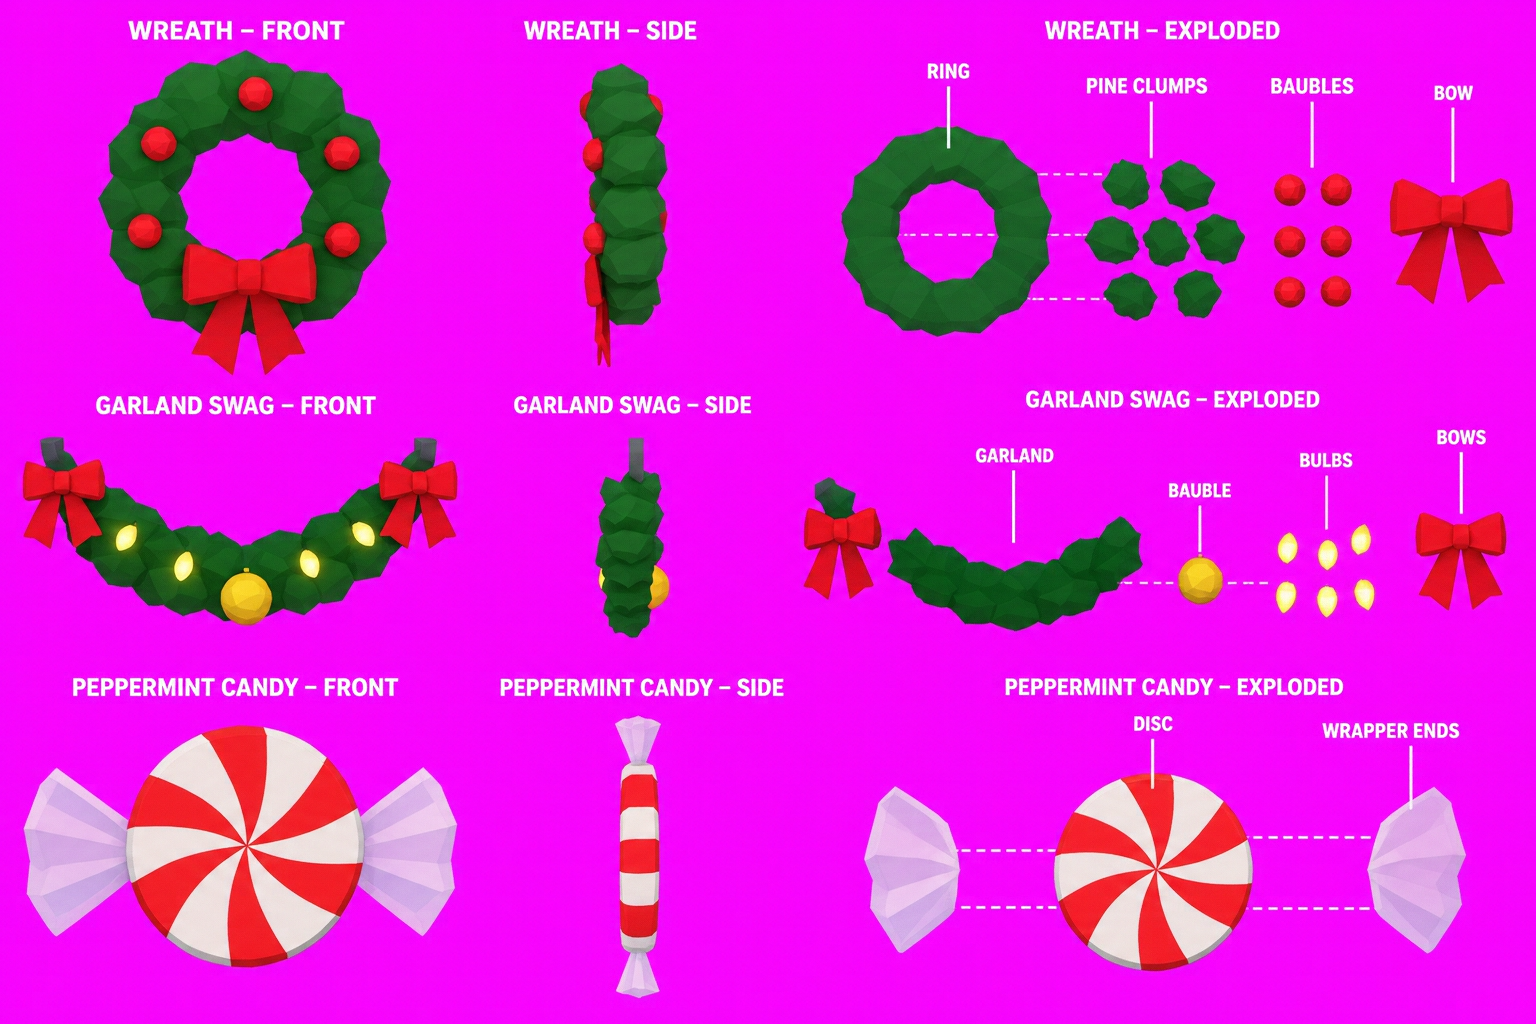 WREATH – FRONT
WREATH – SIDE
WREATH – EXPLODED
RING
PINE CLUMPS
BAUBLES
BOW
GARLAND SWAG – FRONT
GARLAND SWAG – SIDE
GARLAND SWAG – EXPLODED
GARLAND
BAUBLE
BULBS
BOWS
PEPPERMINT CANDY – FRONT
PEPPERMINT CANDY – SIDE
PEPPERMINT CANDY – EXPLODED
DISC
WRAPPER ENDS